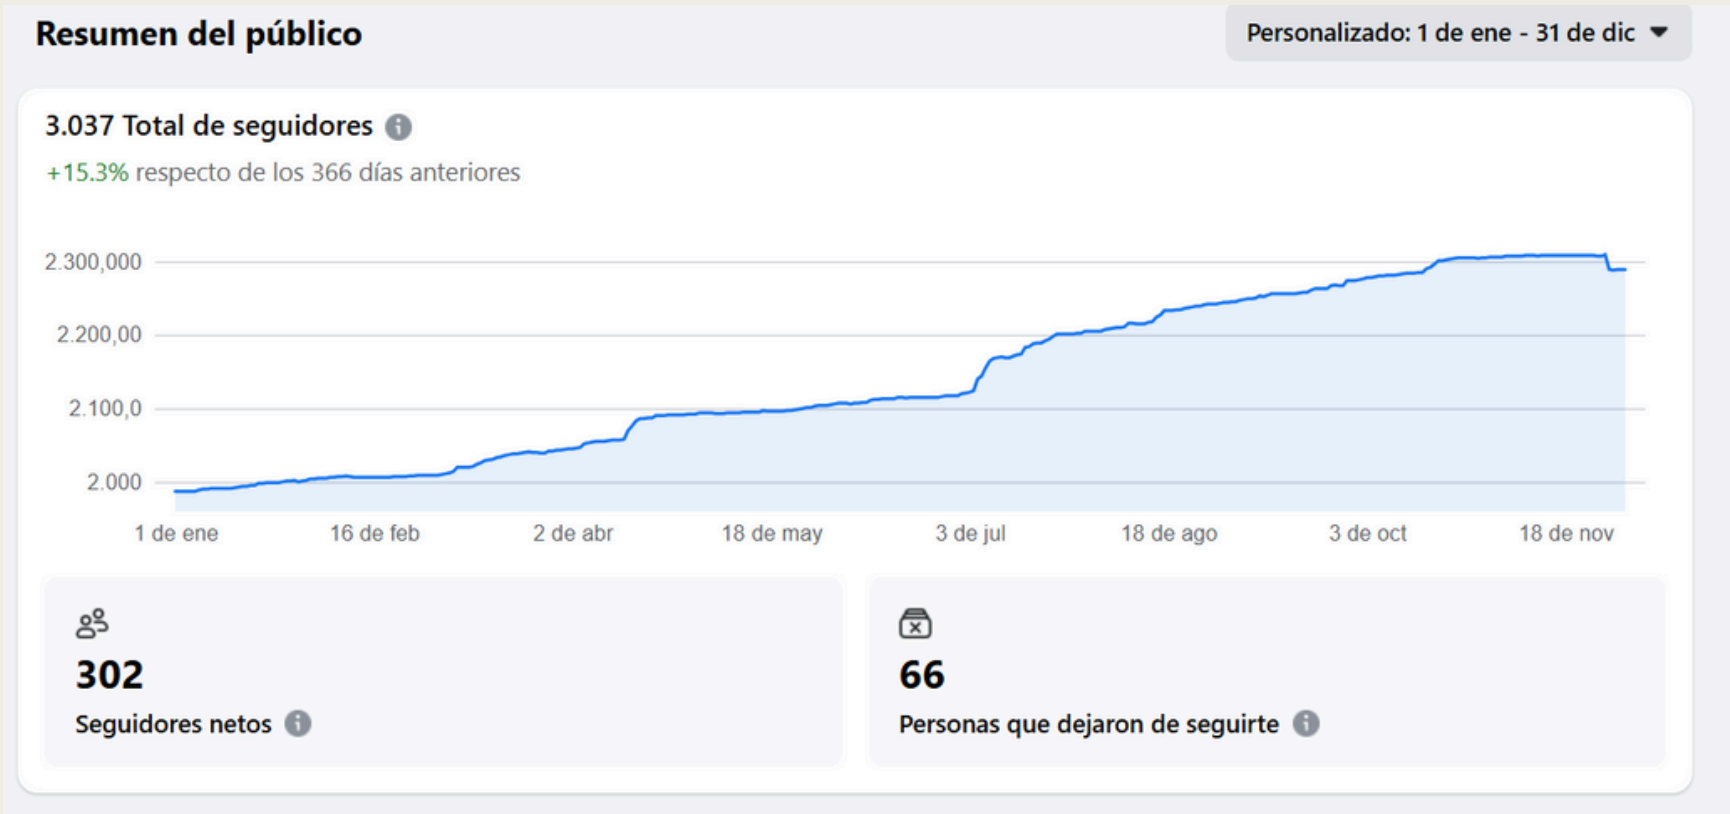 Resumen del público
Personalizado: 1 de ene - 31 de dic
3.037 Total de seguidores
+15.3% respecto de los 366 días anteriores
2.300,000
2.200,00
2.100,0
2.000
1 de ene 16 de feb 2 de abr 18 de may 3 de jul 18 de ago 3 de oct 18 de nov
302
Seguidores netos
66
Personas que dejaron de seguirte